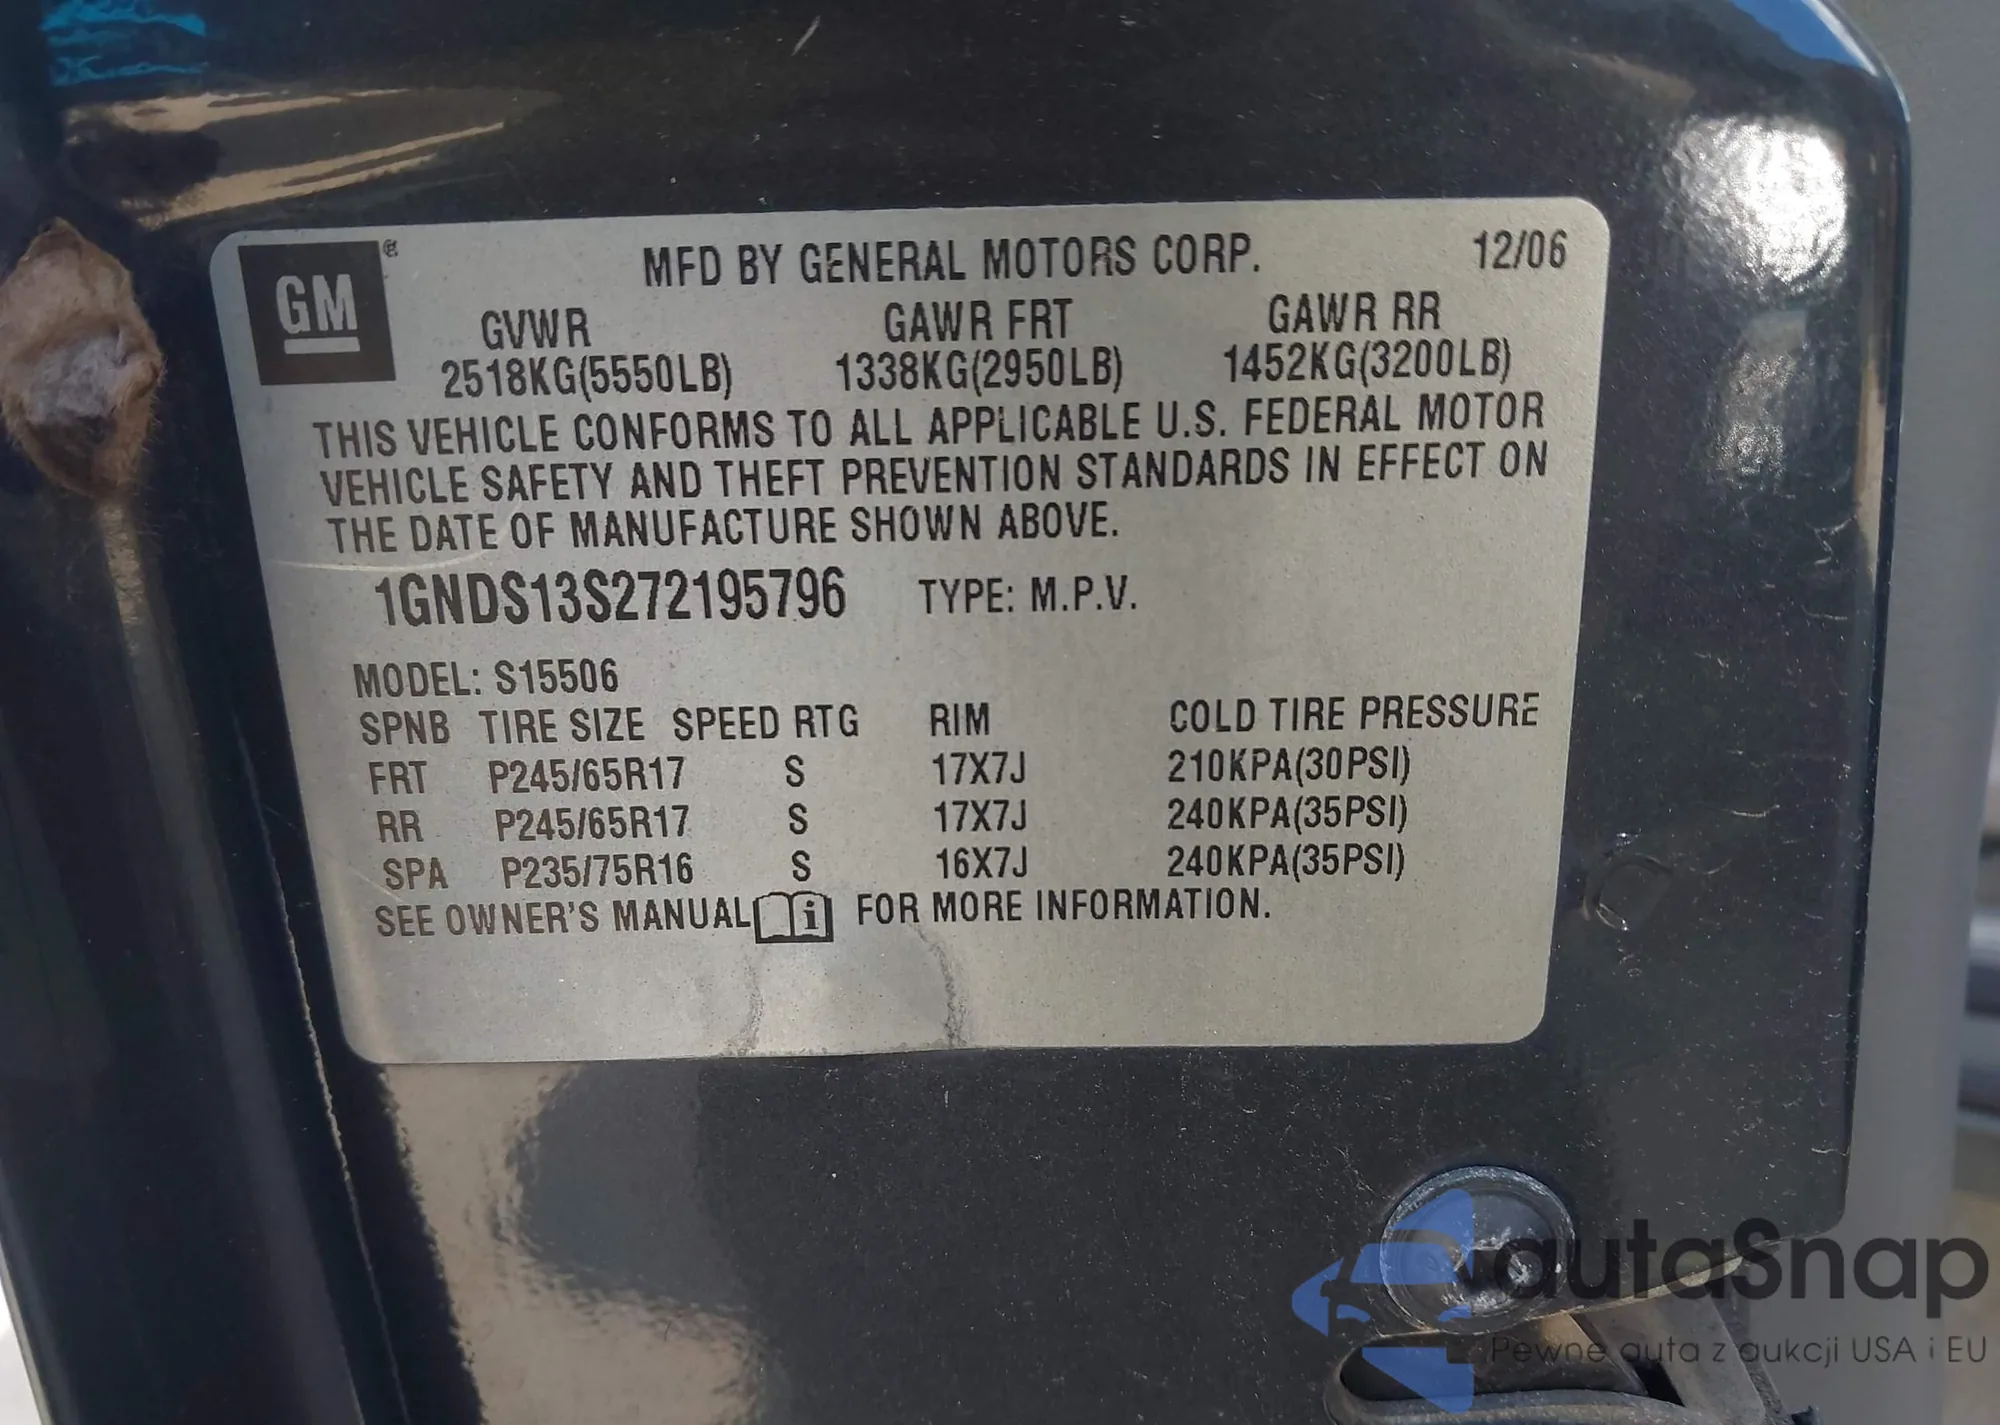 GM ® MFD BY GENERAL MOTORS CORP. 12/06
GVWR GAWR FRT GAWR RR
2518KG(5550LB) 1338KG(2950LB) 1452KG(3200LB)
THIS VEHICLE CONFORMS TO ALL APPLICABLE U.S. FEDERAL MOTOR
VEHICLE SAFETY AND THEFT PREVENTION STANDARDS IN EFFECT ON
THE DATE OF MANUFACTURE SHOWN ABOVE.
1GNDS13S272195796 TYPE: M.P.V.
MODEL: S15506
SPNB TIRE SIZE SPEED RTG RIM COLD TIRE PRESSURE
FRT P245/65R17 S 17X7J 210KPA(30PSI)
RR P245/65R17 S 17X7J 240KPA(35PSI)
SPA P235/75R16 S 16X7J 240KPA(35PSI)
SEE OWNER'S MANUAL i FOR MORE INFORMATION.
autaSnap
Pewne auta z aukcji USA i EU